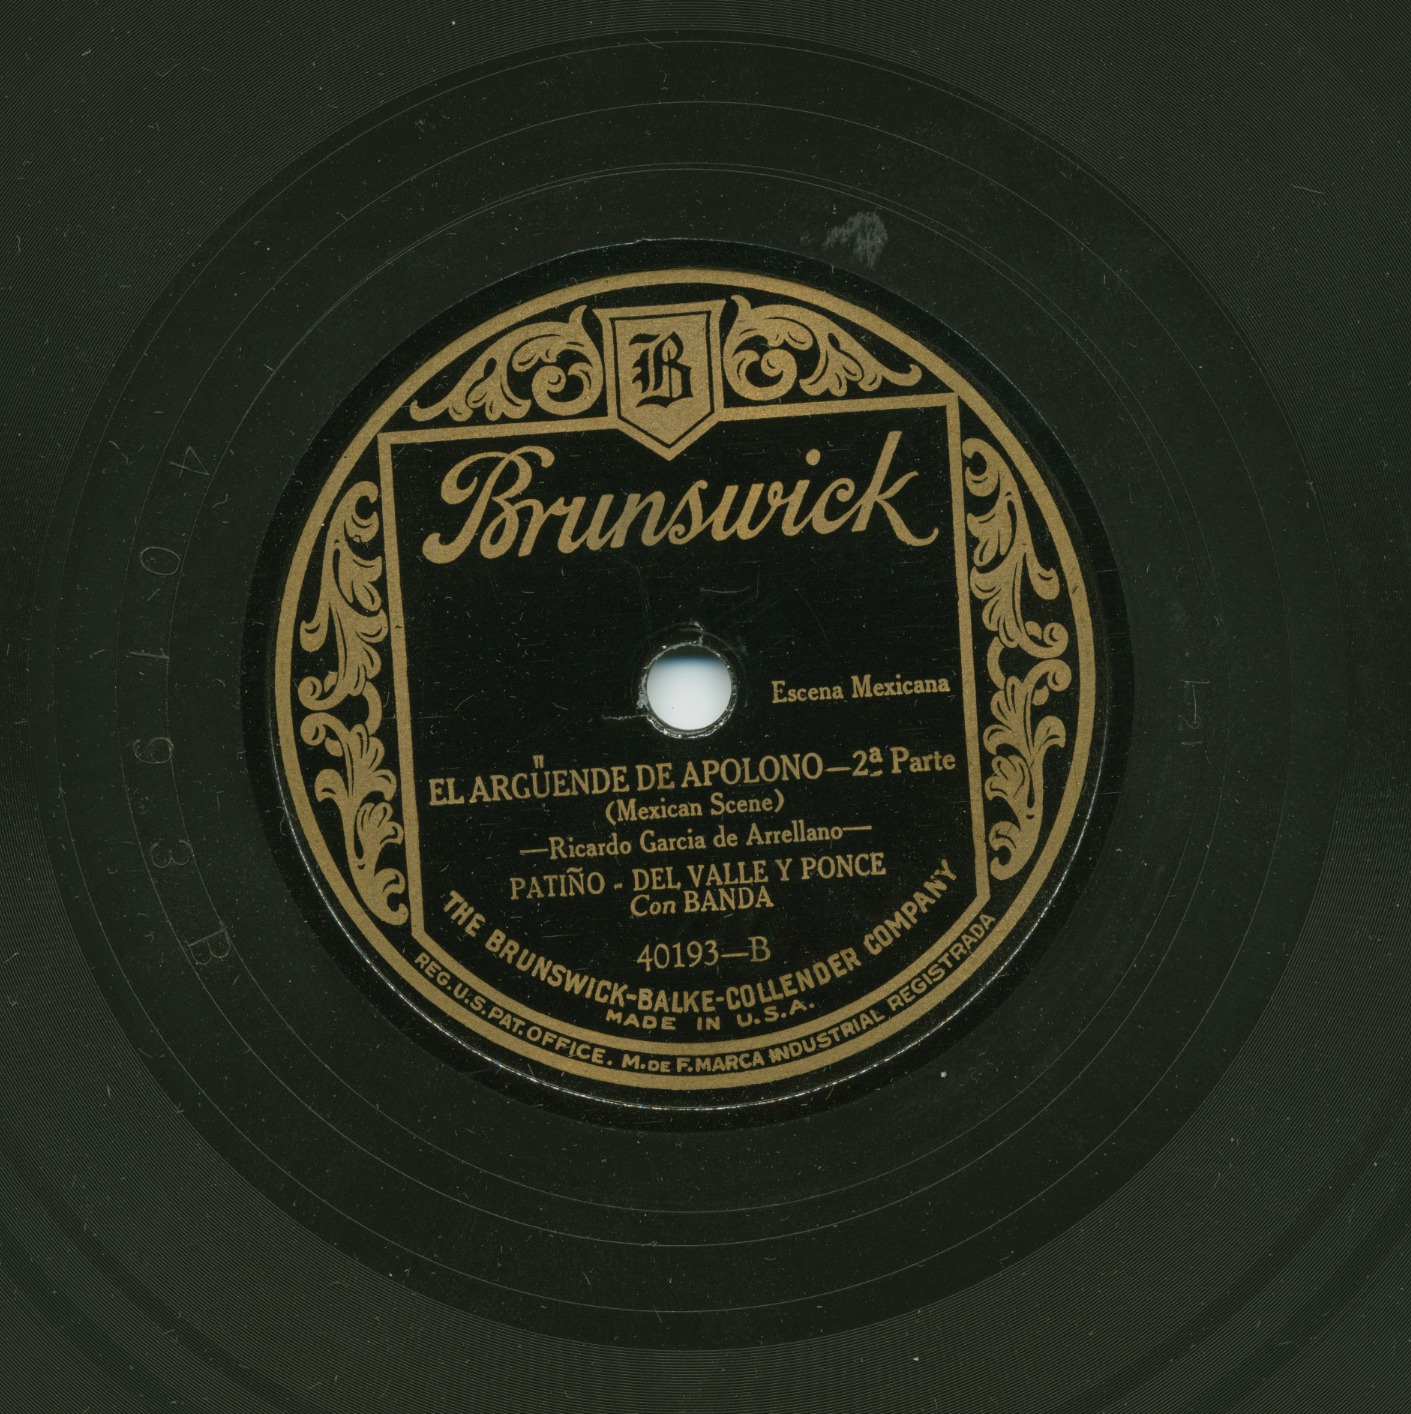 B
Brunswick
Escena Mexicana
EL ARGÜENDE DE APOLONO—2ª Parte
(Mexican Scene)
—Ricardo Garcia de Arrellano—
PATIÑO - DEL VALLE Y PONCE
Con BANDA
40193—B
THE BRUNSWICK-BALKE-COLLENDER COMPANY
MADE IN U.S.A.
REG. U.S. PAT. OFFICE. M. DE F. MARCA INDUSTRIAL REGISTRADA
40193 B